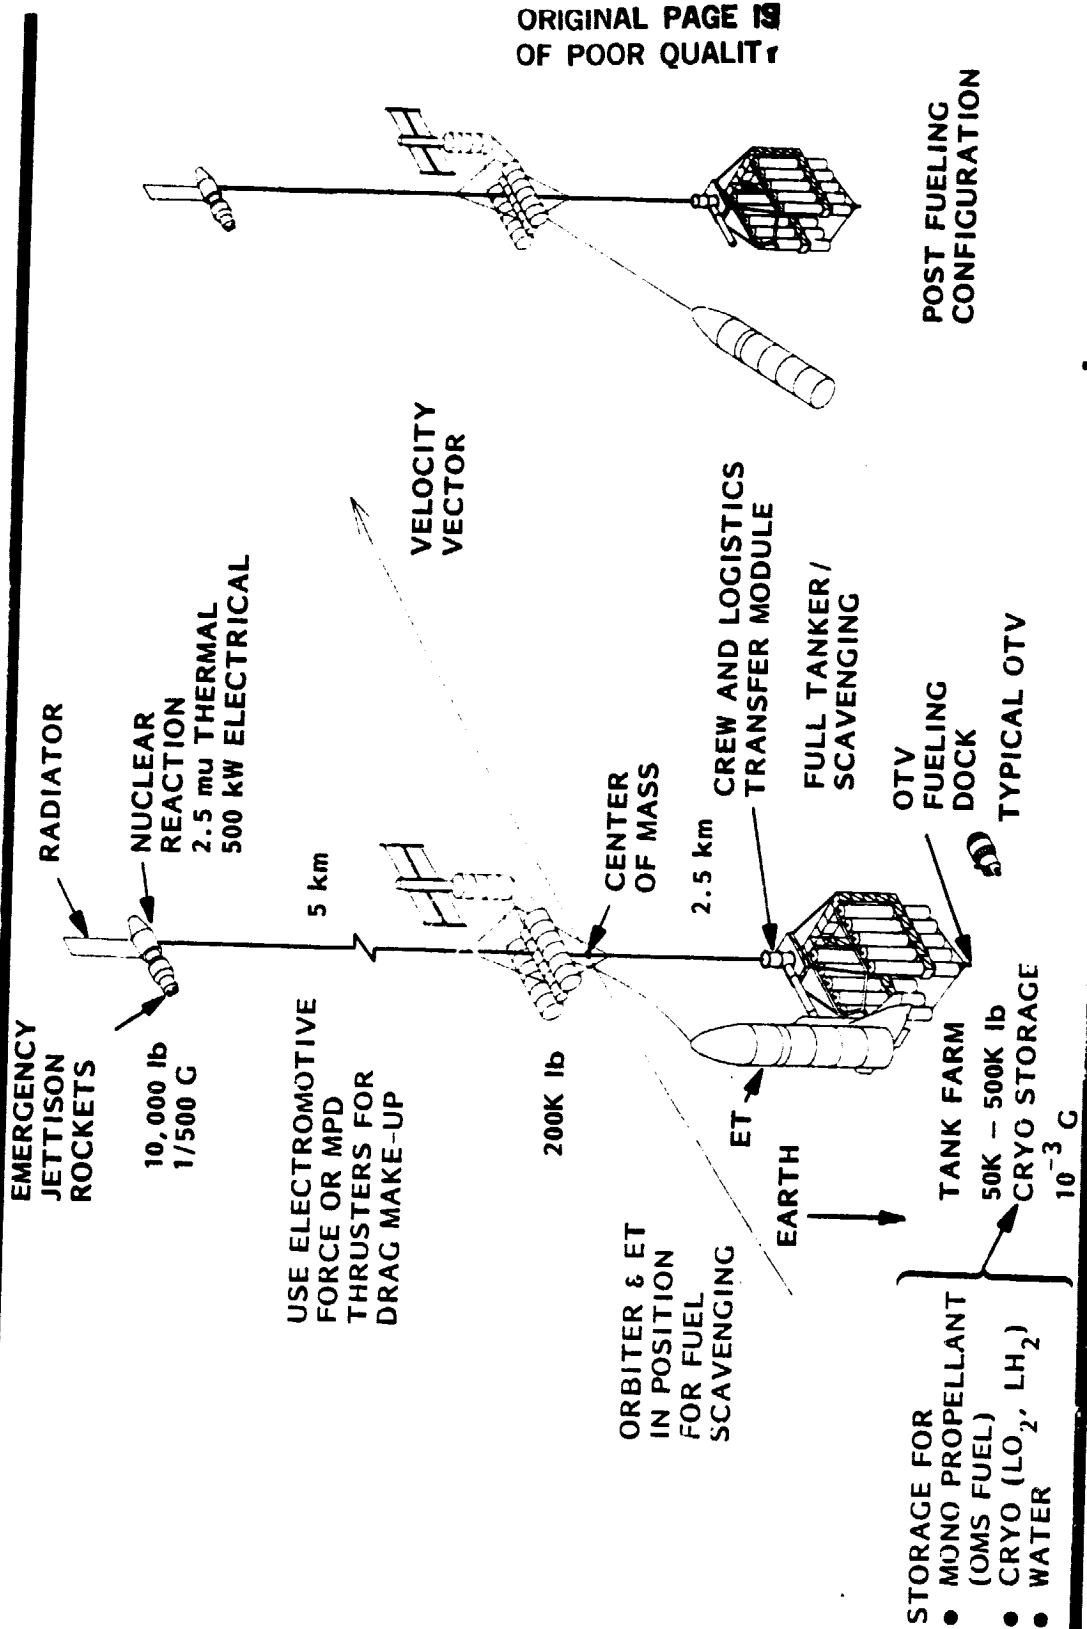 ORIGINAL PAGE IS
OF POOR QUALITY
EMERGENCY
JETTISON
ROCKETS
RADIATOR
10,000 lb
1/500 G
NUCLEAR
REACTION
2.5 mu THERMAL
500 kW ELECTRICAL
USE ELECTROMOTIVE
FORCE OR MPD
THRUSTERS FOR
DRAG MAKE-UP
5 km
VELOCITY
VECTOR
200K lb
CENTER
OF MASS
2.5 km
ORBITER & ET
IN POSITION
FOR FUEL
SCAVENGING
ET
EARTH
CREW AND LOGISTICS
TRANSFER MODULE
FULL TANKER/
SCAVENGING
OTV
FUELING
DOCK
TYPICAL OTV
TANK FARM
50K – 500K lb
CRYO STORAGE
10⁻³ G
STORAGE FOR
• MONO PROPELLANT
(OMS FUEL)
• CRYO (LO₂, LH₂)
• WATER
POST FUELING
CONFIGURATION